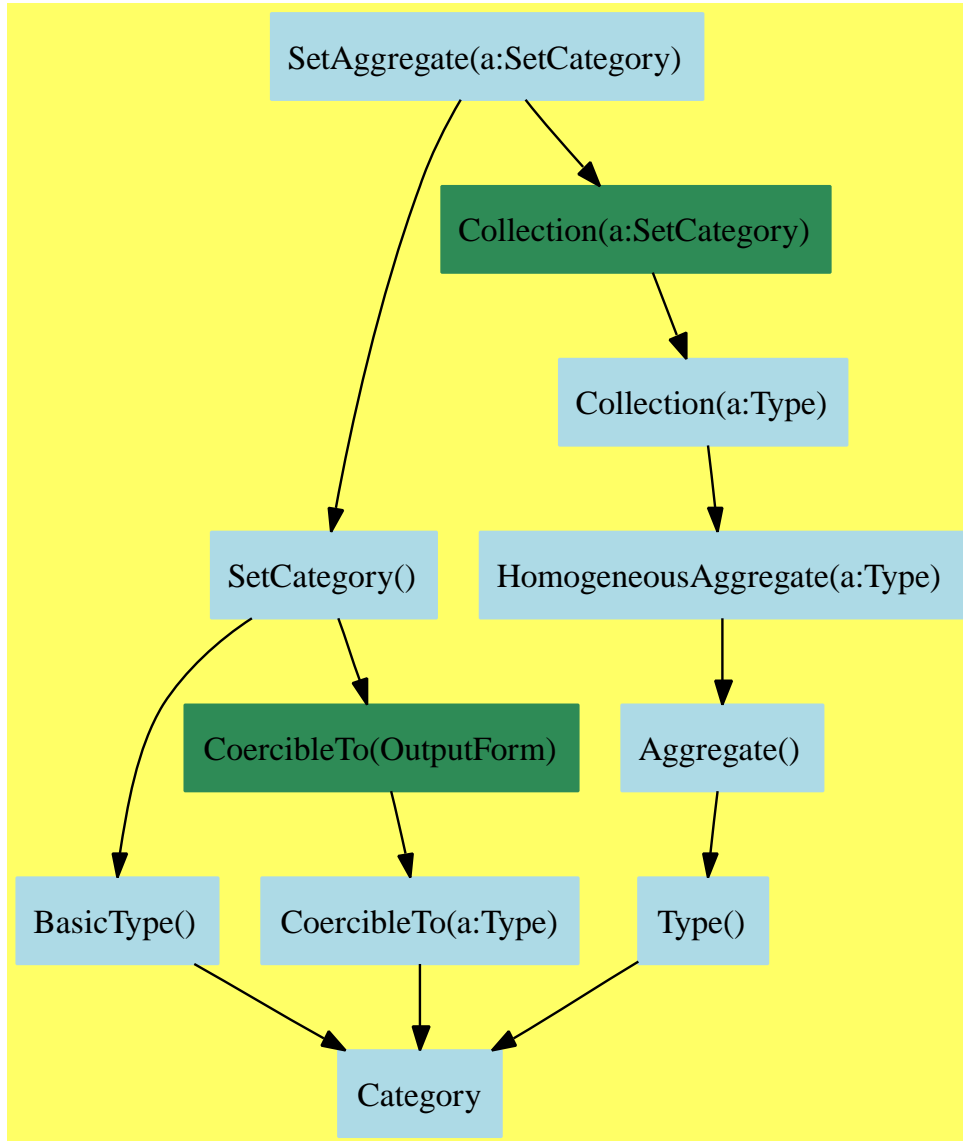 SetAggregate(a:SetCategory)
Collection(a:SetCategory)
Collection(a:Type)
SetCategory()
HomogeneousAggregate(a:Type)
CoercibleTo(OutputForm)
Aggregate()
BasicType()
CoercibleTo(a:Type)
Type()
Category